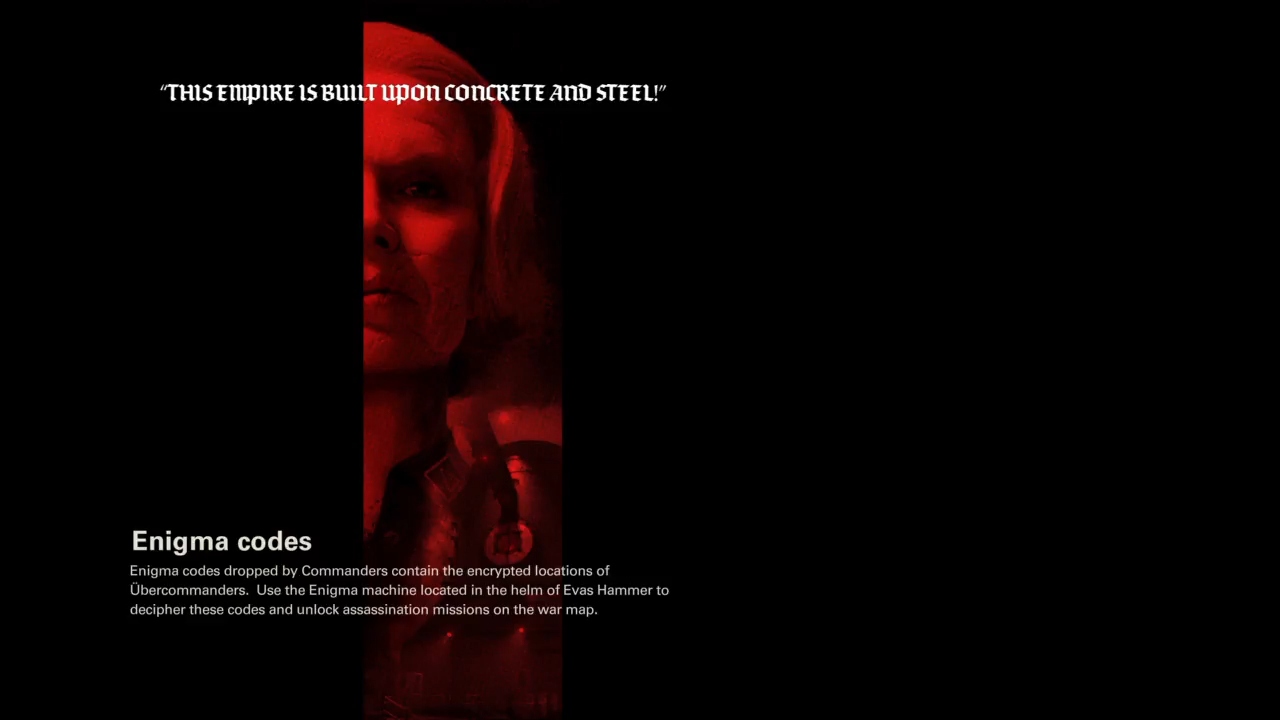 “THIS EMPIRE IS BUILT UPON CONCRETE AND STEEL!”
Enigma codes
Enigma codes dropped by Commanders contain the encrypted locations of
Übercommanders.  Use the Enigma machine located in the helm of Evas Hammer to
decipher these codes and unlock assassination missions on the war map.